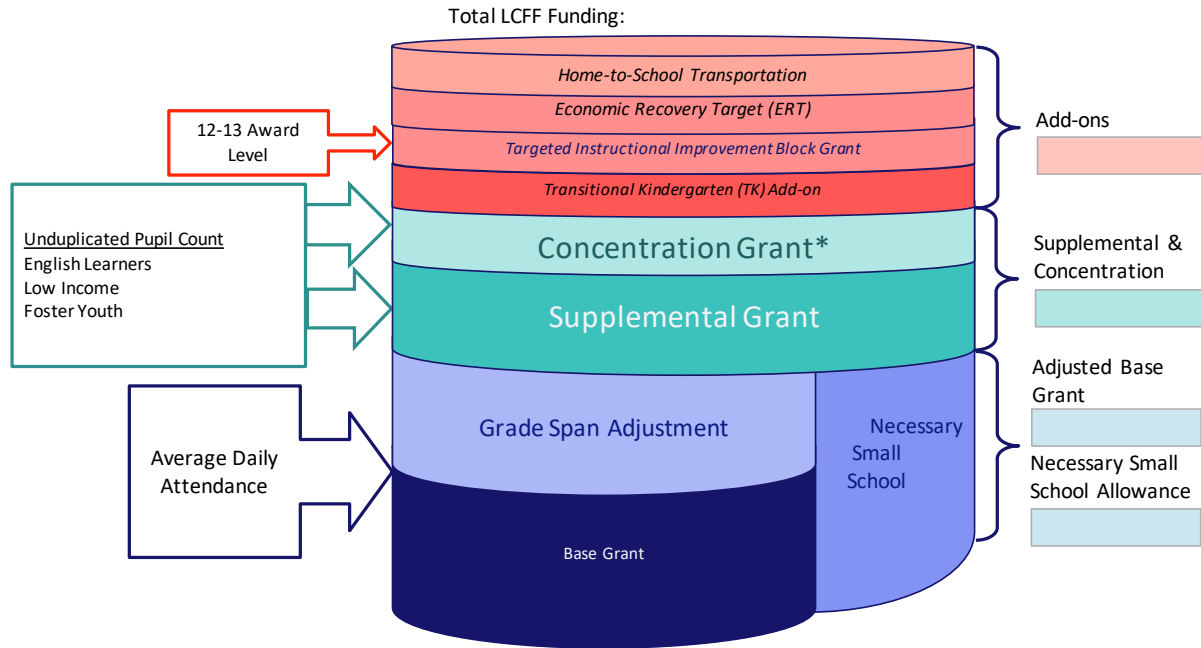 Total LCFF Funding:
Home-to-School Transportation
Economic Recovery Target (ERT)
Targeted Instructional Improvement Block Grant
Transitional Kindergarten (TK) Add-on
Concentration Grant*
Supplemental Grant
Grade Span Adjustment
Base Grant
Necessary
Small
School
12-13 Award
Level
Unduplicated Pupil Count
English Learners
Low Income
Foster Youth
Average Daily
Attendance
Add-ons
Supplemental &
Concentration
Adjusted Base
Grant
Necessary Small
School Allowance